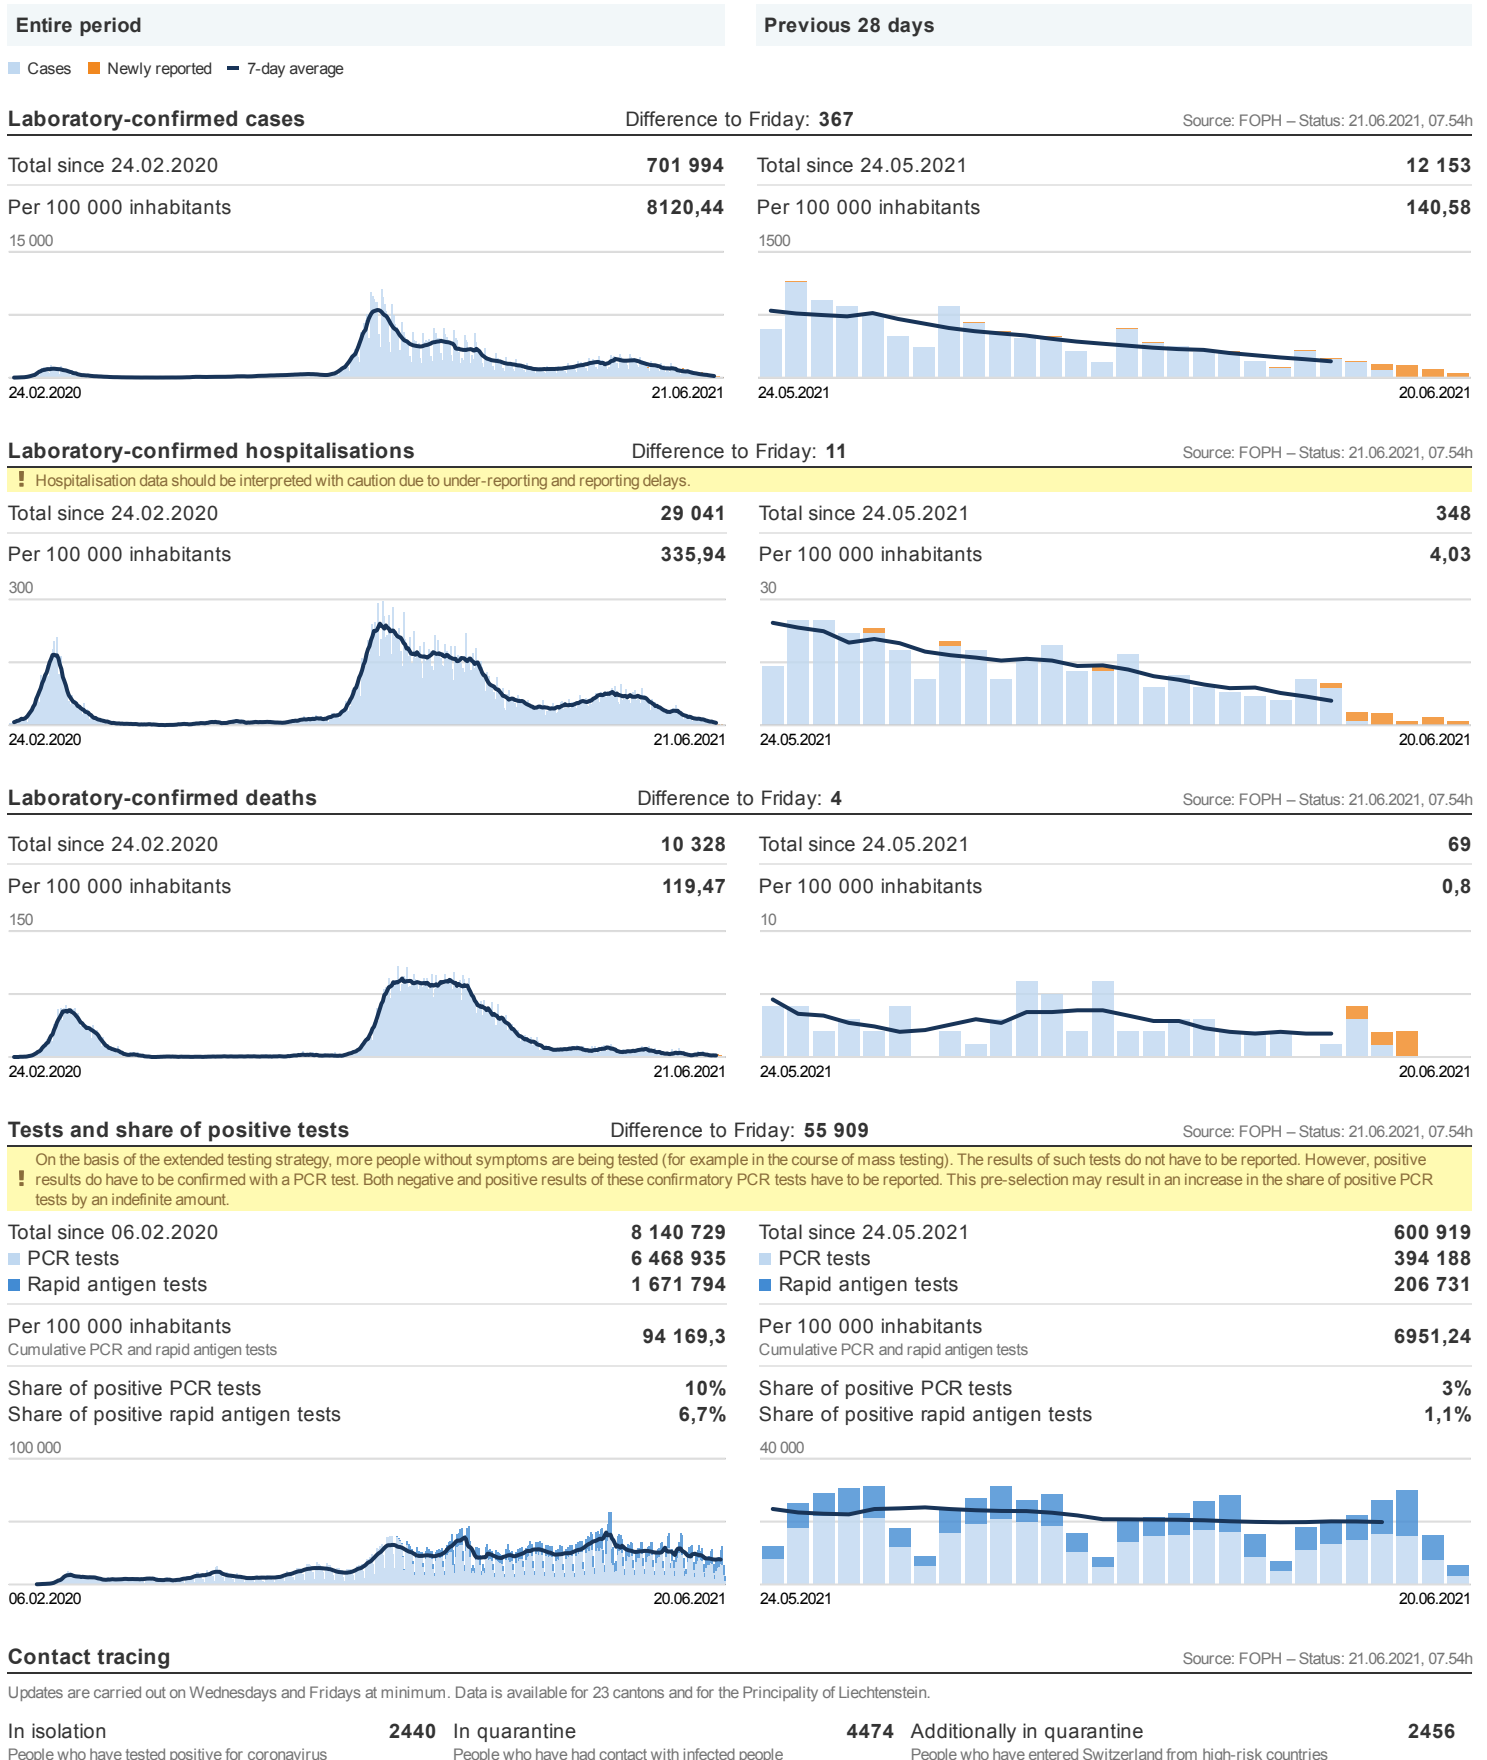 Entire period
Previous 28 days
Cases Newly reported 7-day average
Laboratory-confirmed cases Difference to Friday: 367 Source: FOPH – Status: 21.06.2021, 07.54h
Total since 24.02.2020 701 994 Total since 24.05.2021 12 153
Per 100 000 inhabitants 8120,44 Per 100 000 inhabitants 140,58
15 000 1500
24.02.2020 21.06.2021 24.05.2021 20.06.2021
Laboratory-confirmed hospitalisations Difference to Friday: 11 Source: FOPH – Status: 21.06.2021, 07.54h
! Hospitalisation data should be interpreted with caution due to under-reporting and reporting delays.
Total since 24.02.2020 29 041 Total since 24.05.2021 348
Per 100 000 inhabitants 335,94 Per 100 000 inhabitants 4,03
300 30
24.02.2020 21.06.2021 24.05.2021 20.06.2021
Laboratory-confirmed deaths Difference to Friday: 4 Source: FOPH – Status: 21.06.2021, 07.54h
Total since 24.02.2020 10 328 Total since 24.05.2021 69
Per 100 000 inhabitants 119,47 Per 100 000 inhabitants 0,8
150 10
24.02.2020 21.06.2021 24.05.2021 20.06.2021
Tests and share of positive tests Difference to Friday: 55 909 Source: FOPH – Status: 21.06.2021, 07.54h
On the basis of the extended testing strategy, more people without symptoms are being tested (for example in the course of mass testing). The results of such tests do not have to be reported. However, positive
! results do have to be confirmed with a PCR test. Both negative and positive results of these confirmatory PCR tests have to be reported. This pre-selection may result in an increase in the share of positive PCR
tests by an indefinite amount.
Total since 06.02.2020 8 140 729 Total since 24.05.2021 600 919
PCR tests 6 468 935 PCR tests 394 188
Rapid antigen tests 1 671 794 Rapid antigen tests 206 731
Per 100 000 inhabitants 94 169,3 Per 100 000 inhabitants 6951,24
Cumulative PCR and rapid antigen tests Cumulative PCR and rapid antigen tests
Share of positive PCR tests 10% Share of positive PCR tests 3%
Share of positive rapid antigen tests 6,7% Share of positive rapid antigen tests 1,1%
100 000 40 000
06.02.2020 20.06.2021 24.05.2021 20.06.2021
Contact tracing Source: FOPH – Status: 21.06.2021, 07.54h
Updates are carried out on Wednesdays and Fridays at minimum. Data is available for 23 cantons and for the Principality of Liechtenstein.
In isolation 2440 In quarantine 4474 Additionally in quarantine 2456
People who have tested positive for coronavirus People who have had contact with infected people People who have entered Switzerland from high-risk countries